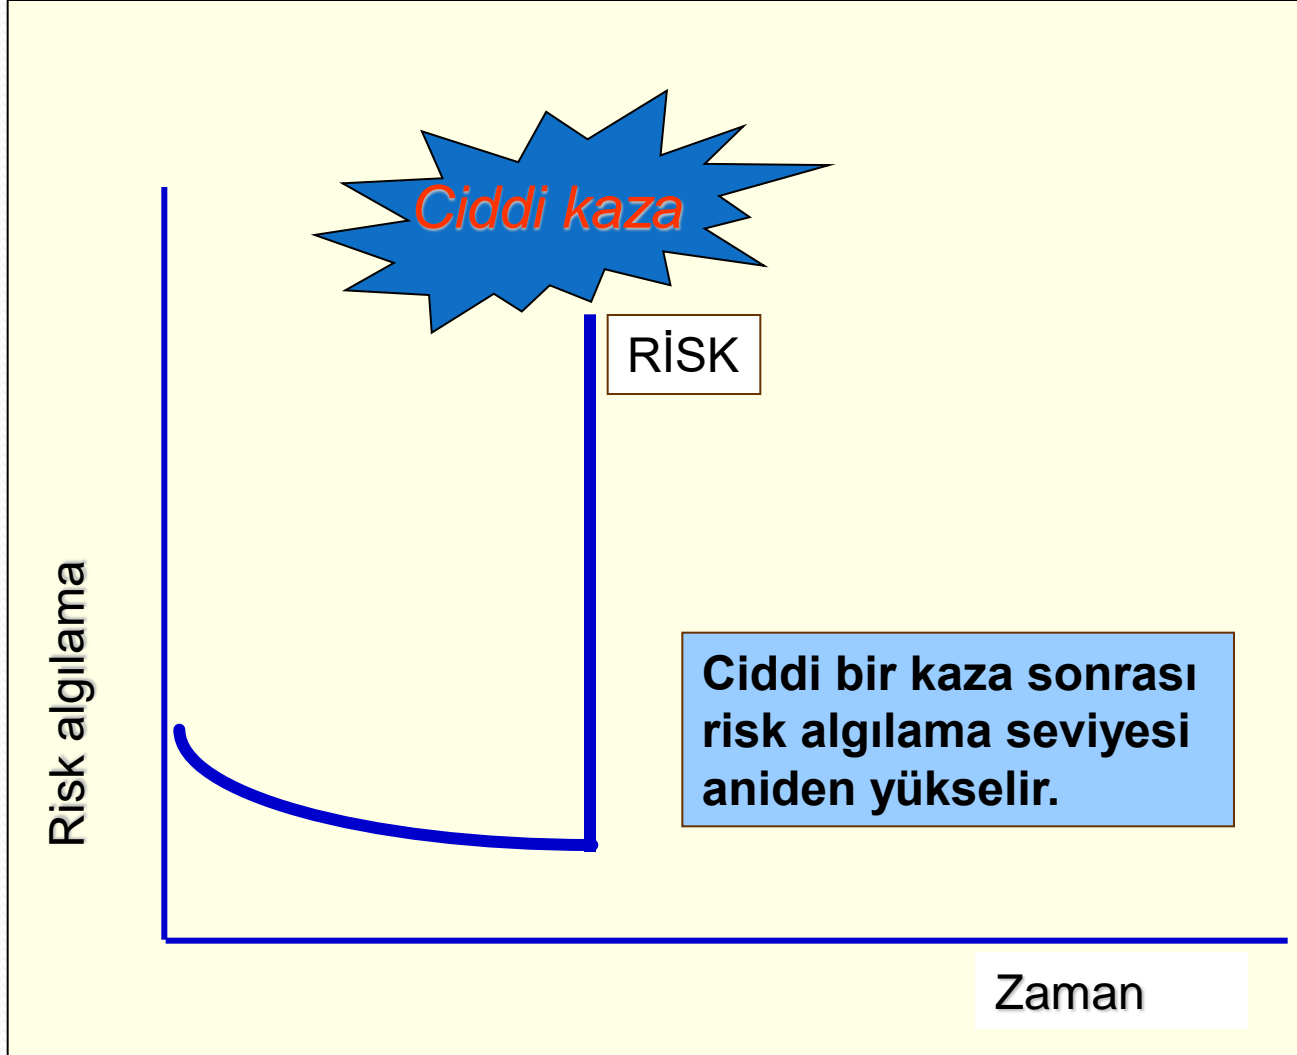 Ciddi kaza
RİSK
Risk algılama
Ciddi bir kaza sonrası
risk algılama seviyesi
aniden yükselir.
Zaman